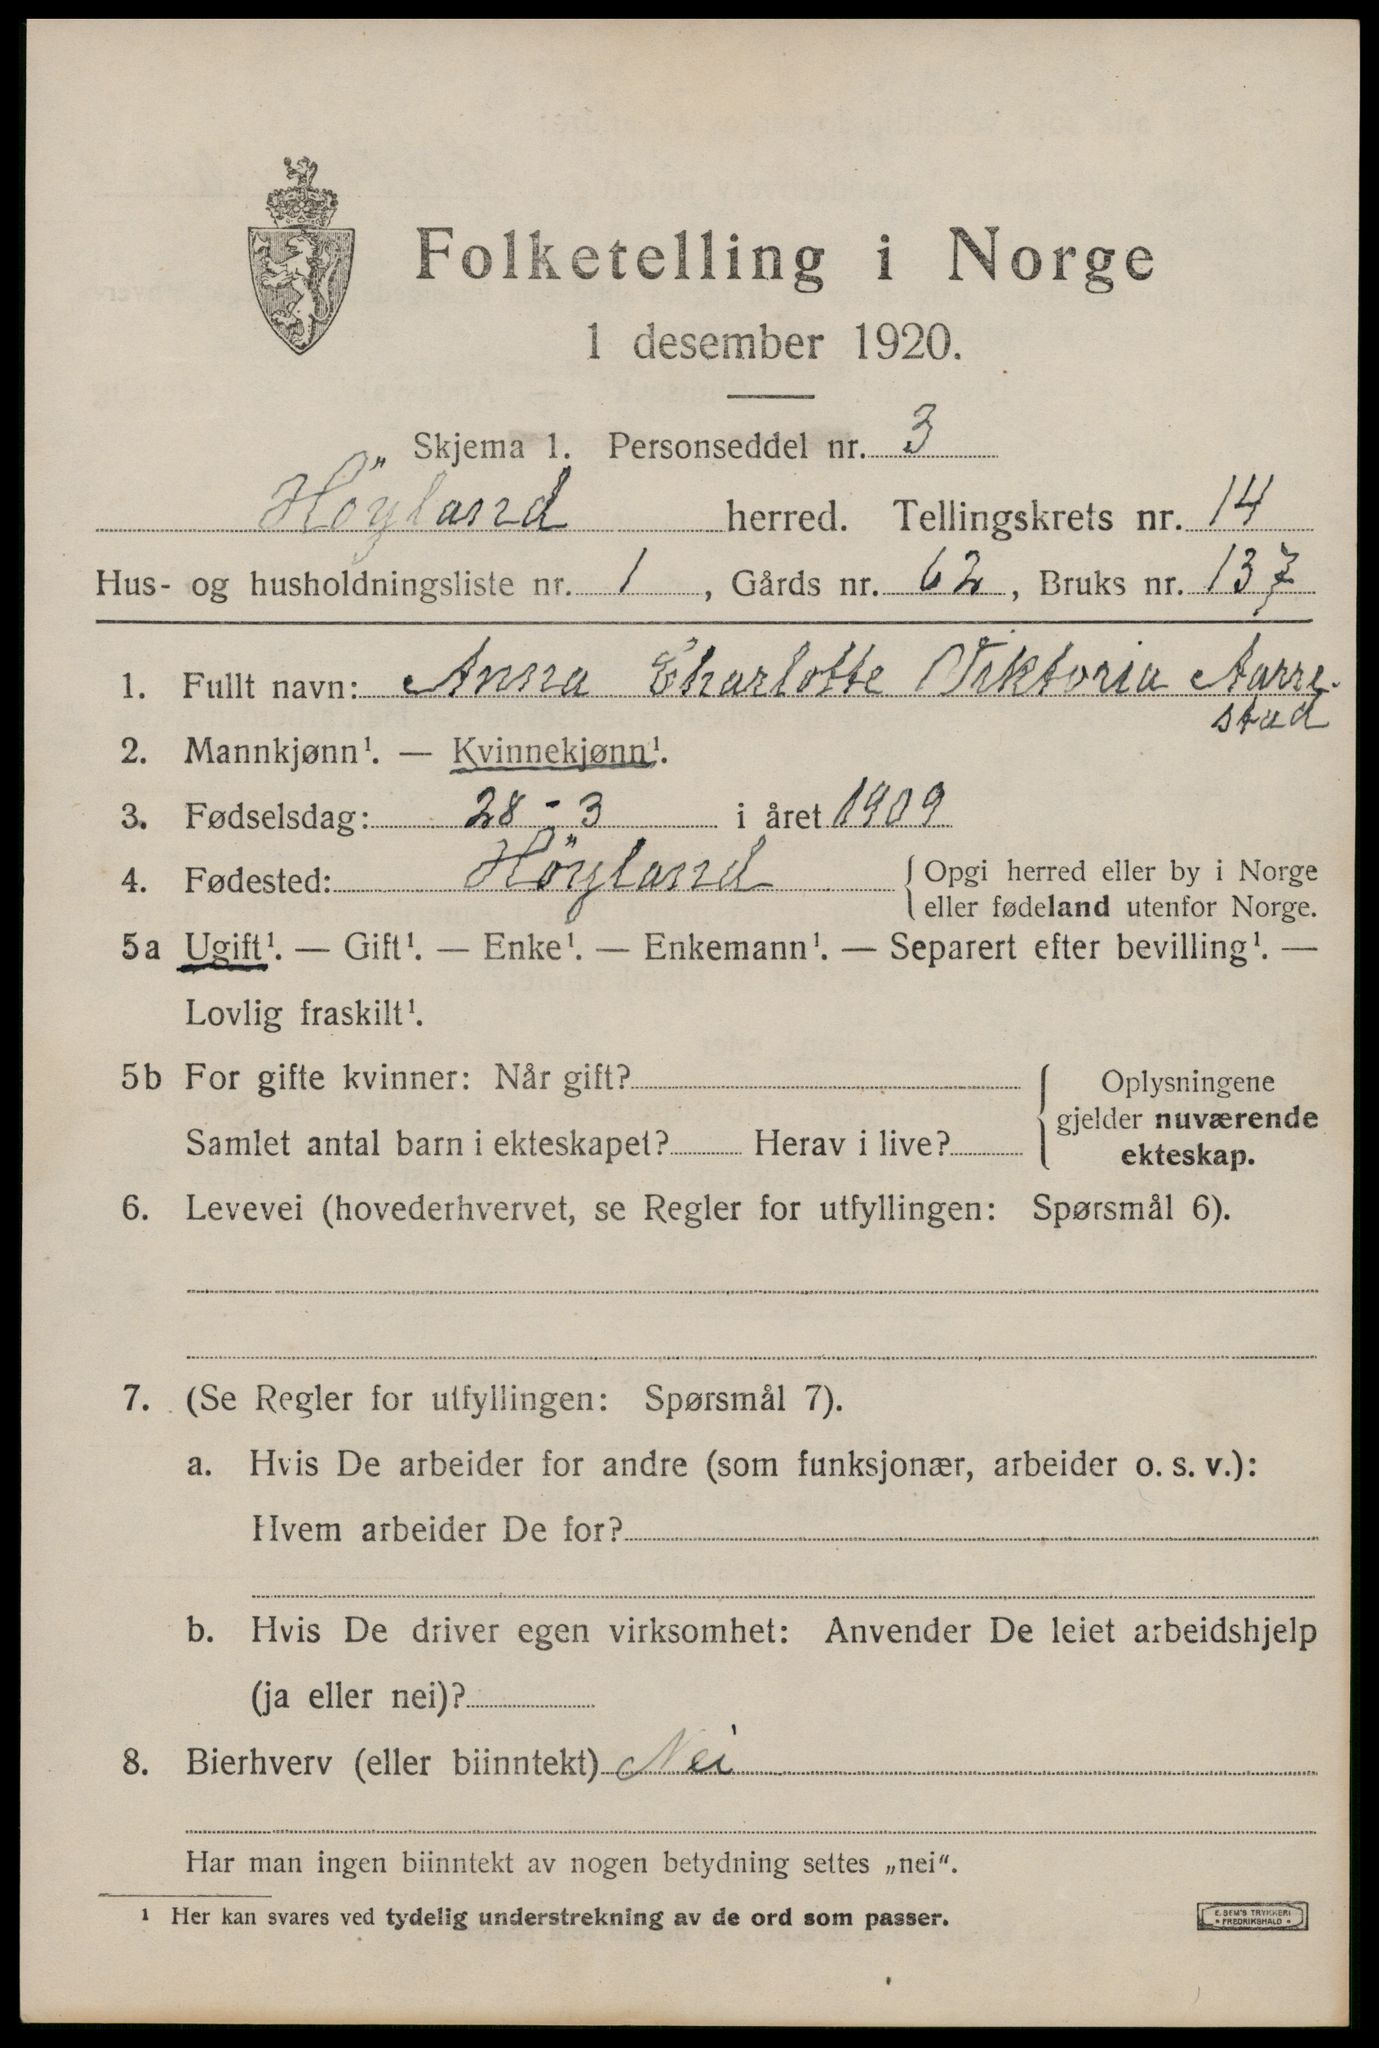 Folketelling i Norge
1 desember 1920.
Skjema 1. Personseddel nr. 3
Höyland herred. Tellingskrets nr. 14
Hus- og husholdningsliste nr. 1, Gårds nr. 62, Bruks nr. 137
1. Fullt navn: Anna Charlotte Viktoria Aarre-
stad
2. Mannkjønn¹. — Kvinnekjønn¹.
3. Fødselsdag: 28-3 i året 1909
4. Fødested: Höyland { Opgi herred eller by i Norge
eller fødeland utenfor Norge.
5a Ugift¹. — Gift¹. — Enke¹. — Enkemann¹. — Separert efter bevilling¹. —
Lovlig fraskilt¹.
5b For gifte kvinner: Når gift? { Oplysningene
gjelder nuværende
Samlet antal barn i ekteskapet? Herav i live?
ekteskap.
6. Levevei (hovederhvervet, se Regler for utfyllingen: Spørsmål 6).
7. (Se Regler for utfyllingen: Spørsmål 7).
a. Hvis De arbeider for andre (som funksjonær, arbeider o. s. v.):
Hvem arbeider De for?
b. Hvis De driver egen virksomhet: Anvender De leiet arbeidshjelp
(ja eller nei)?
8. Bierhverv (eller biinntekt) Nei
Har man ingen biinntekt av nogen betydning settes „nei“.
¹ Her kan svares ved tydelig understrekning av de ord som passer.
E. SEM'S TRYKKERI
• FREDRIKSHALD •